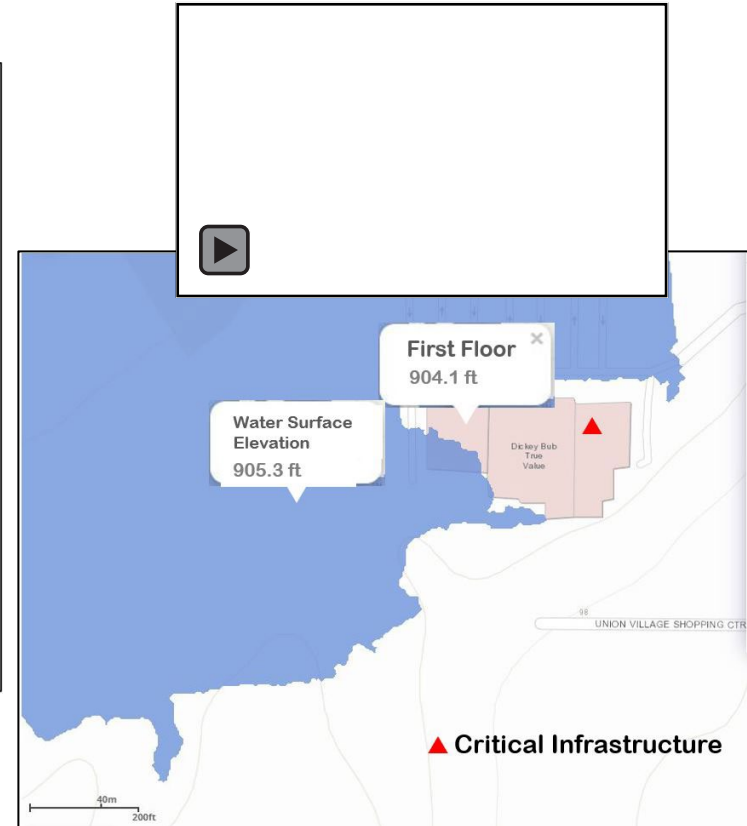 First Floor ×
904.1 ft
Water Surface
Elevation
905.3 ft
Dickey Bub
True
Value
98
UNION VILLAGE SHOPPING CTR
Critical Infrastructure
40m
200ft